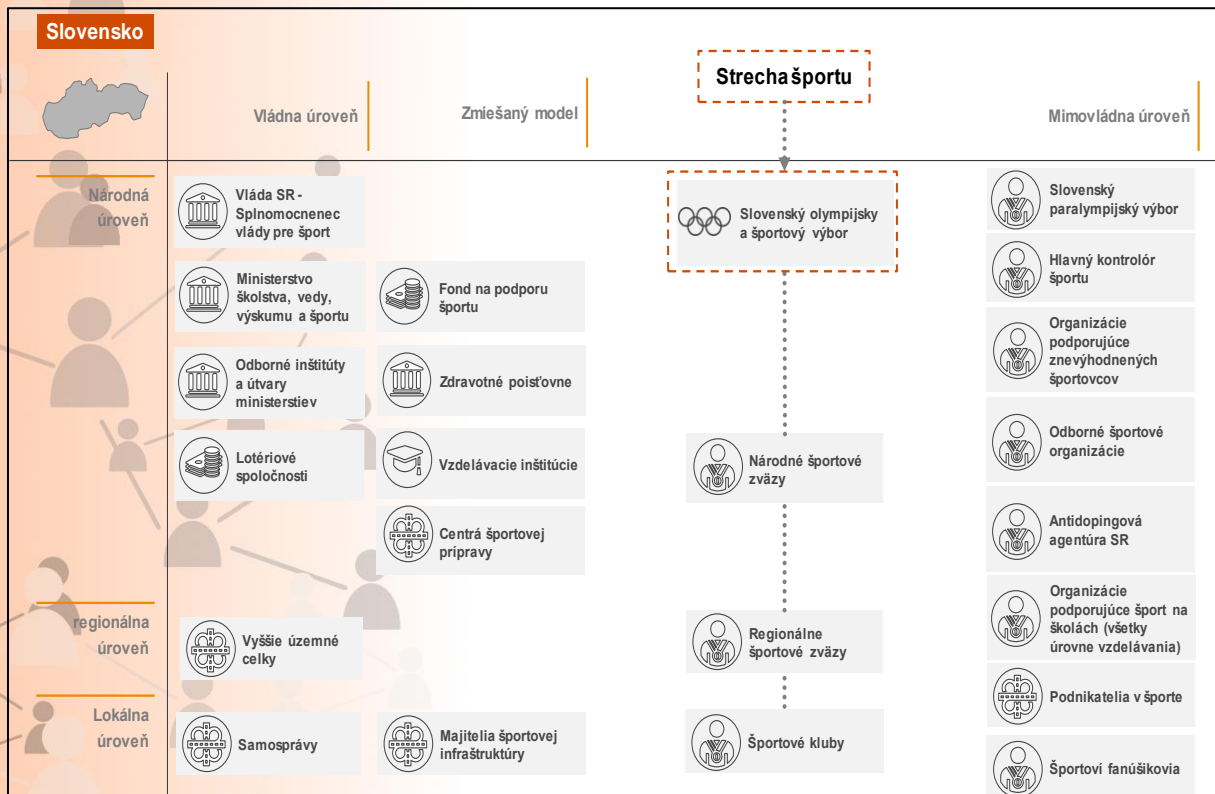 Slovensko
Strecha športu
Vládna úroveň
Zmiešaný model
Mimovládna úroveň
Národná
úroveň
Vláda SR -
Splnomocnenec
vlády pre šport
Slovenský olympijsky
a športový výbor
Slovenský
paralympijský výbor
Ministerstvo
školstva, vedy,
výskumu a športu
Fond na podporu
športu
Hlavný kontrolór
športu
Odborné inštitúty
a útvary
ministerstiev
Zdravotné poisťovne
Organizácie
podporujúce
znevýhodnených
športovcov
Lotériové
spoločnosti
Vzdelávacie inštitúcie
Národné športové
zväzy
Odborné športové
organizácie
Centrá športovej
prípravy
Antidopingová
agentúra SR
regionálna
úroveň
Vyššie územné
celky
Regionálne
športové zväzy
Organizácie
podporujúce šport na
školách (všetky
úrovne vzdelávania)
Podnikatelia v športe
Lokálna
úroveň
Samosprávy
Majitelia športovej
infraštruktúry
Športové kluby
Športoví fanúšikovia